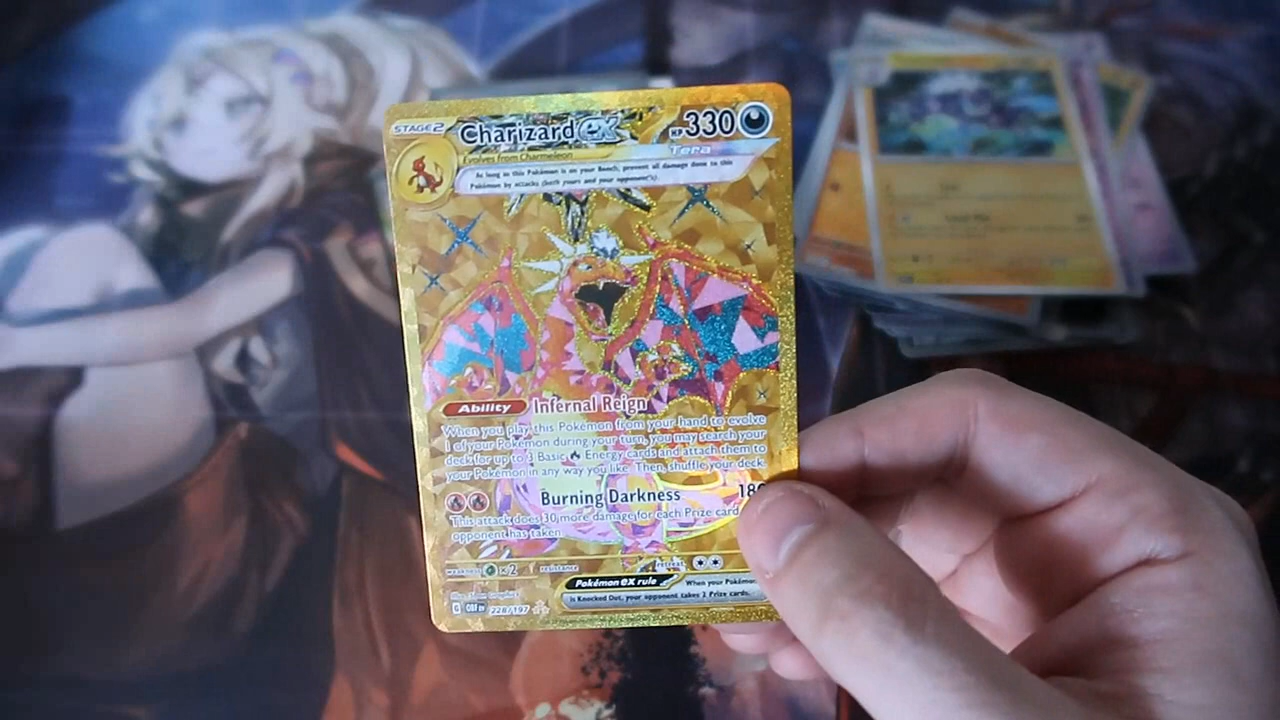 STAGE2 Charizard ex HP 330
Tera
Evolves from Charmeleon
As long as this Pokémon is on your Bench, prevent all damage done to this
Pokémon by attacks (both yours and your opponent's).
Ability Infernal Reign
When you play this Pokémon from your hand to evolve
1 of your Pokémon during your turn, you may search your
deck for up to 3 Basic Energy cards and attach them to
your Pokémon in any way you like. Then, shuffle your deck.
Burning Darkness 180
This attack does 30 more damage for each Prize card
opponent has taken.
weakness ×2 resistance retreat
Pokémon ex rule When your Pokémon
is Knocked Out, your opponent takes 2 Prize cards.
G OBF EN 228/197